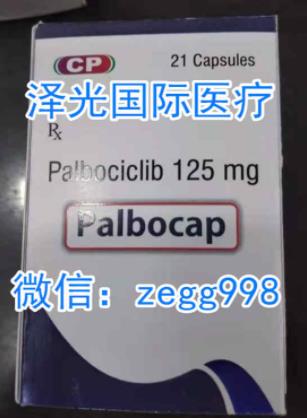 CP
21 Capsules
泽光国际医疗
Rx
Palbociclib 125 mg
Palbocap
微信：zegg998